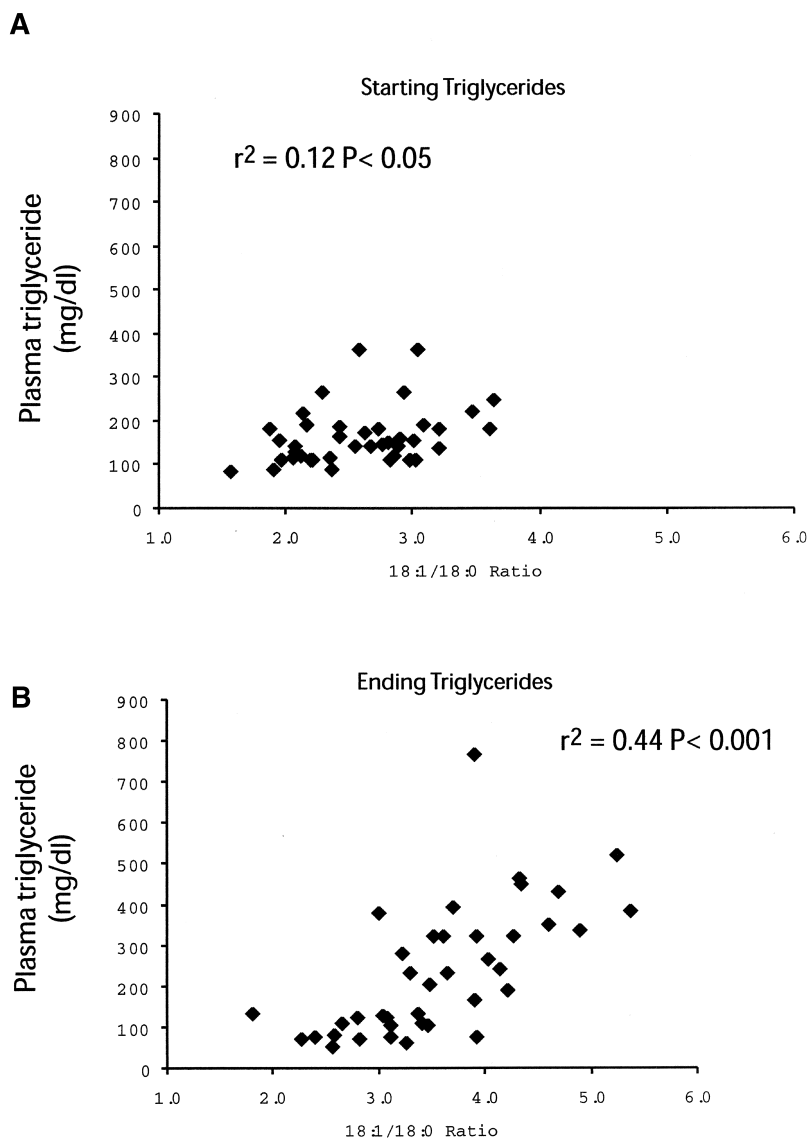 A
Starting Triglycerides
r2 = 0.12 P< 0.05
Plasma triglyceride
(mg/dl)
900
800
700
600
500
400
300
200
100
0
1.0 2.0 3.0 4.0 5.0 6.0
18:1/18:0 Ratio
B
Ending Triglycerides
r2 = 0.44 P< 0.001
Plasma triglyceride
(mg/dl)
900
800
700
600
500
400
300
200
100
0
1.0 2.0 3.0 4.0 5.0 6.0
18:1/18:0 Ratio